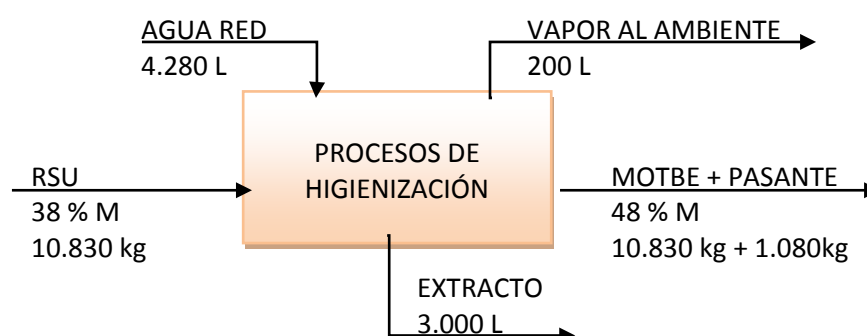 AGUA RED
4.280 L
VAPOR AL AMBIENTE
200 L
PROCESOS DE
HIGIENIZACIÓN
RSU
38 % M
10.830 kg
MOTBE + PASANTE
48 % M
10.830 kg + 1.080kg
EXTRACTO
3.000 L